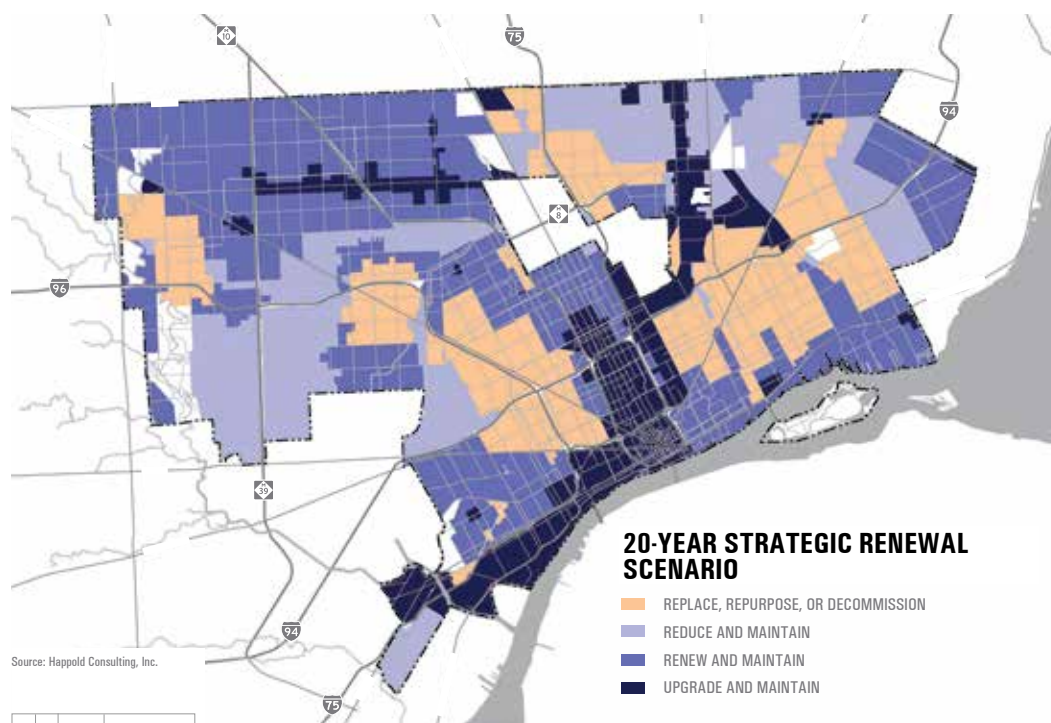 M
10
75
94
M
8
96
M
39
94
75
20-YEAR STRATEGIC RENEWAL
SCENARIO
REPLACE, REPURPOSE, OR DECOMMISSION
REDUCE AND MAINTAIN
RENEW AND MAINTAIN
UPGRADE AND MAINTAIN
Source: Happold Consulting, Inc.